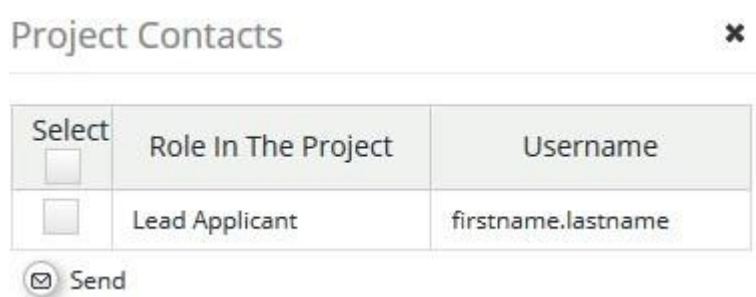 Project Contacts
Select
Role In The Project
Username
Lead Applicant
firstname.lastname
Send